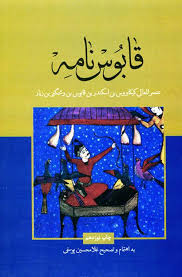 قابوس نامه
عنصرالمعالی کیکاووس بن اسکندر بن قابوس بن وشمگیر بن زیار
چاپ نوزدهم
به اهتمام و تصحیح غلامحسین یوسفی